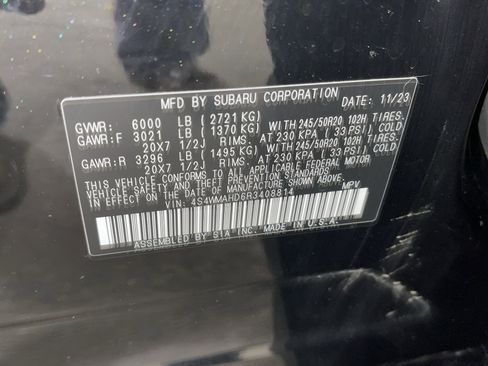 MFD BY SUBARU CORPORATION DATE: 11/23
GVWR: 6000 LB (2721 KG)
GAWR:F 3021 LB (1370 KG) WITH 245/50R20 102H TIRES.
20X7 1/2J RIMS. AT 230 KPA ( 33 PSI) COLD
GAWR:R 3296 LB (1495 KG) WITH 245/50R20 102H TIRES.
20X7 1/2J RIMS. AT 230 KPA ( 33 PSI) COLD
THIS VEHICLE CONFORMS TO ALL APPLICABLE FEDERAL MOTOR
VEHICLE SAFETY, BUMPER, AND THEFT PREVENTION STANDARDS
IN EFFECT ON THE DATE OF MANUFACTURE SHOWN ABOVE.
VIN: 4S4WMAHD6R3408814 MPV
ASSEMBLED BY SIA INC. MADE IN U.S.A.